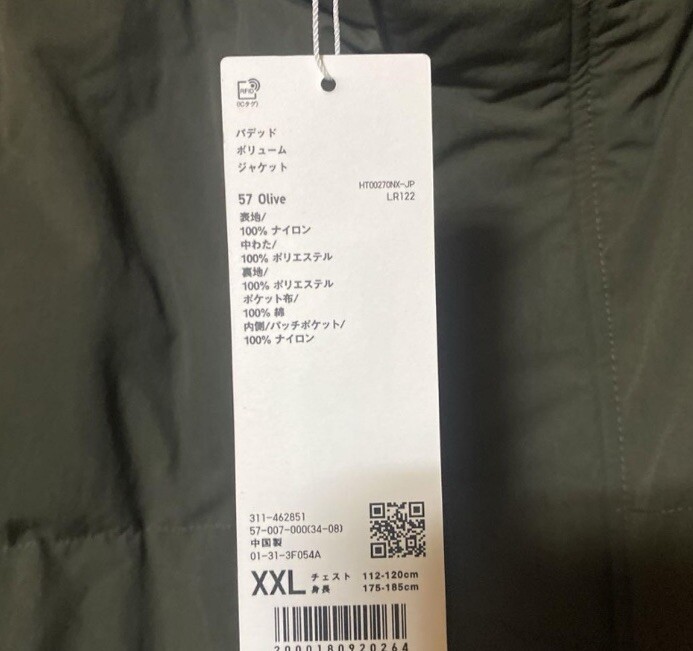 RFID
(ICタグ)
パデッド
ボリューム
ジャケット
HT00270NX-JP
57 Olive
LR122
表地/
100% ナイロン
中わた/
100% ポリエステル
裏地/
100% ポリエステル
ポケット布/
100% 綿
内側/パッチポケット/
100% ナイロン
311-462851
57-007-000(34-08)
中国製
01-31-3F054A
XXL チェスト 112-120cm
身長 175-185cm
2000180920264